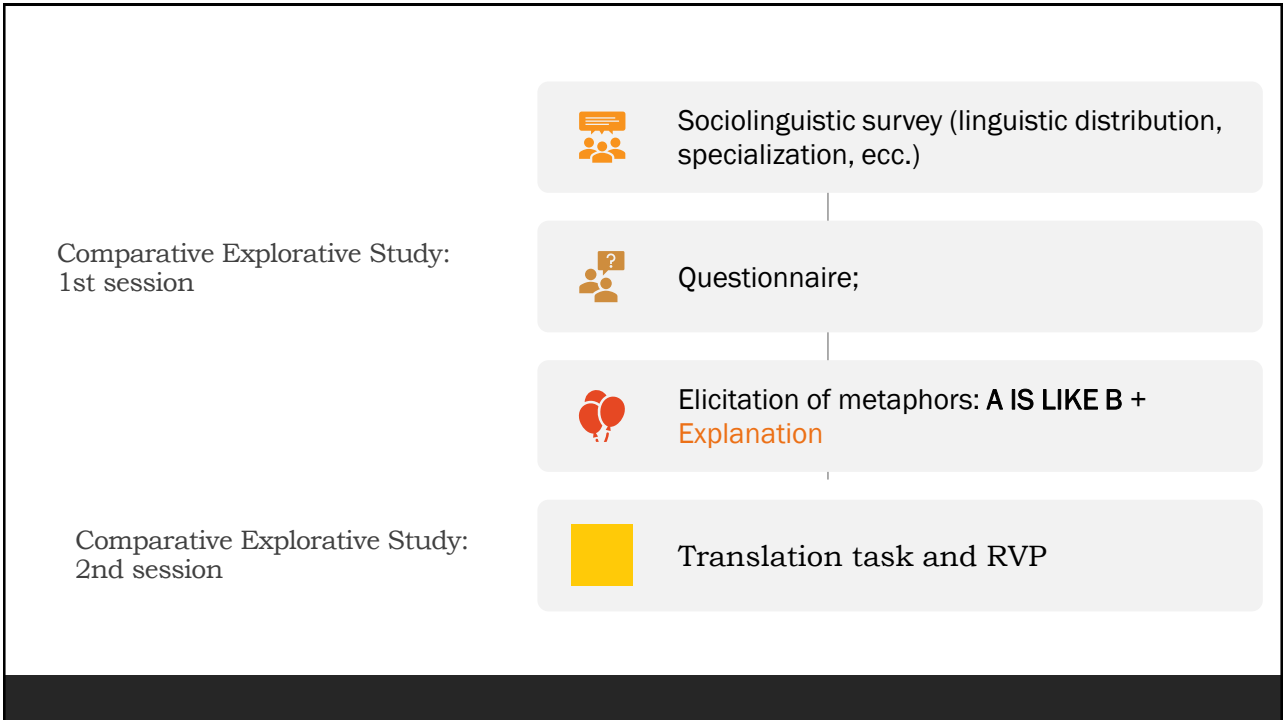 Sociolinguistic survey (linguistic distribution,
specialization, ecc.)
Comparative Explorative Study:
1st session
?
Questionnaire;
Elicitation of metaphors: A IS LIKE B +
Explanation
Comparative Explorative Study:
2nd session
Translation task and RVP